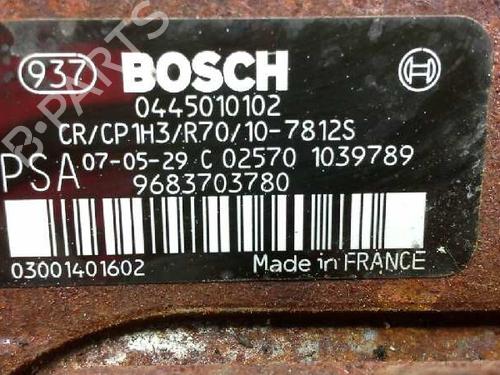 937 BOSCH
0445010102
CR/CP1H3/R70/10-7812S
PSA 07-05-29 C 02570 1039789
9683703780
03001401602 Made in FRANCE
B-PARTS